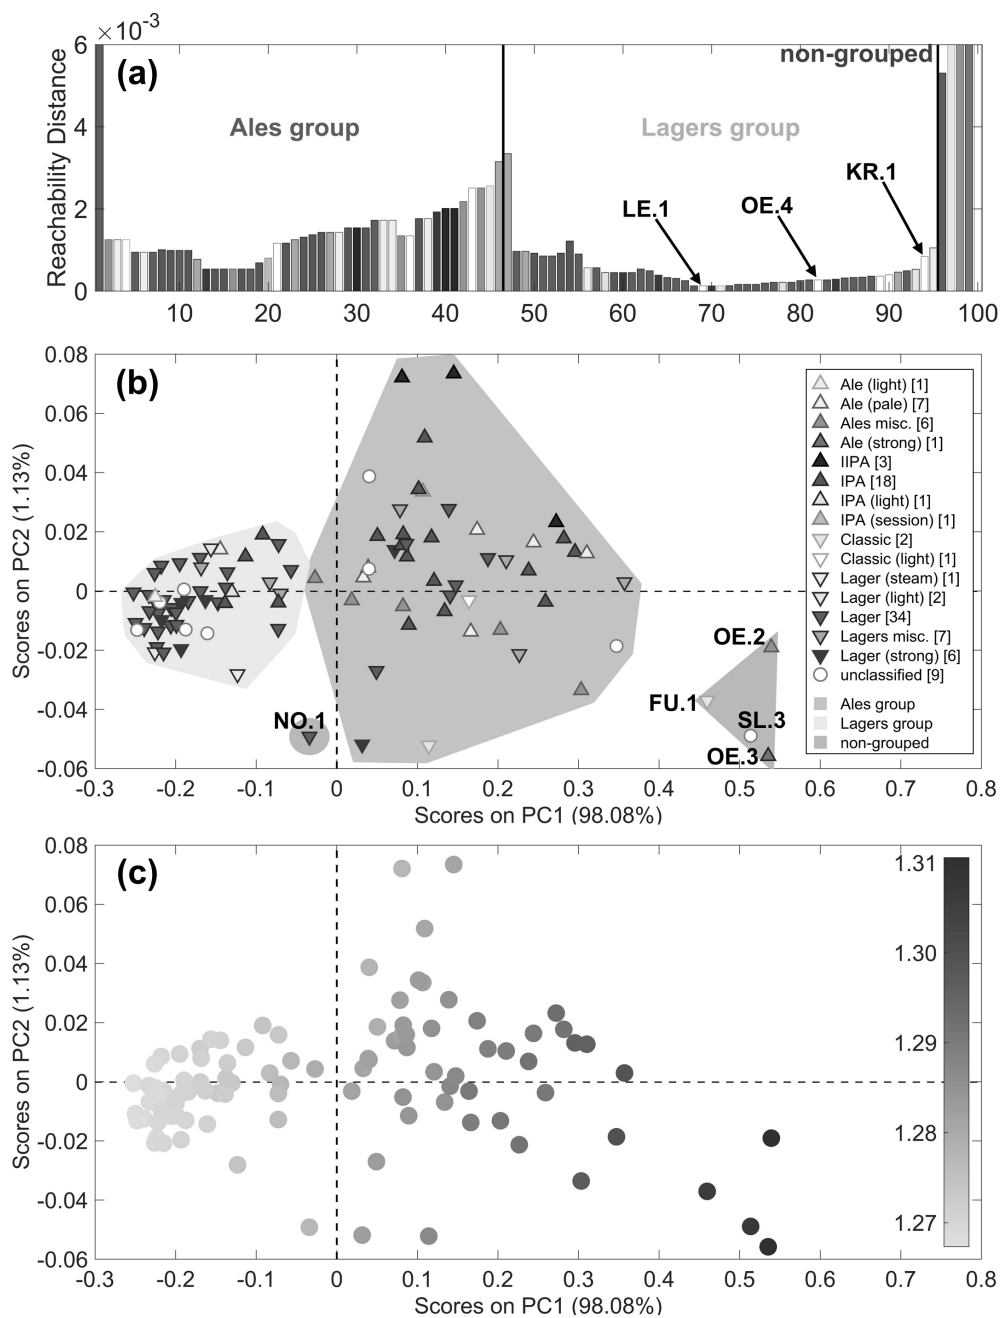 ×10⁻³
6
4
2
0
Reachability Distance
(a)
Ales group
Lagers group
non-grouped
LE.1
OE.4
KR.1
10 20 30 40 50 60 70 80 90 100
0.08
0.06
0.04
0.02
0
-0.02
-0.04
-0.06
Scores on PC2 (1.13%)
(b)
NO.1
OE.2
FU.1
SL.3
OE.3
Ale (light) [1]
Ale (pale) [7]
Ales misc. [6]
Ale (strong) [1]
IIPA [3]
IPA [18]
IPA (light) [1]
IPA (session) [1]
Classic [2]
Classic (light) [1]
Lager (steam) [1]
Lager (light) [2]
Lager [34]
Lagers misc. [7]
Lager (strong) [6]
unclassified [9]
Ales group
Lagers group
non-grouped
-0.3 -0.2 -0.1 0 0.1 0.2 0.3 0.4 0.5 0.6 0.7 0.8
Scores on PC1 (98.08%)
0.08
0.06
0.04
0.02
0
-0.02
-0.04
-0.06
Scores on PC2 (1.13%)
(c)
1.31
1.30
1.29
1.28
1.27
-0.3 -0.2 -0.1 0 0.1 0.2 0.3 0.4 0.5 0.6 0.7 0.8
Scores on PC1 (98.08%)